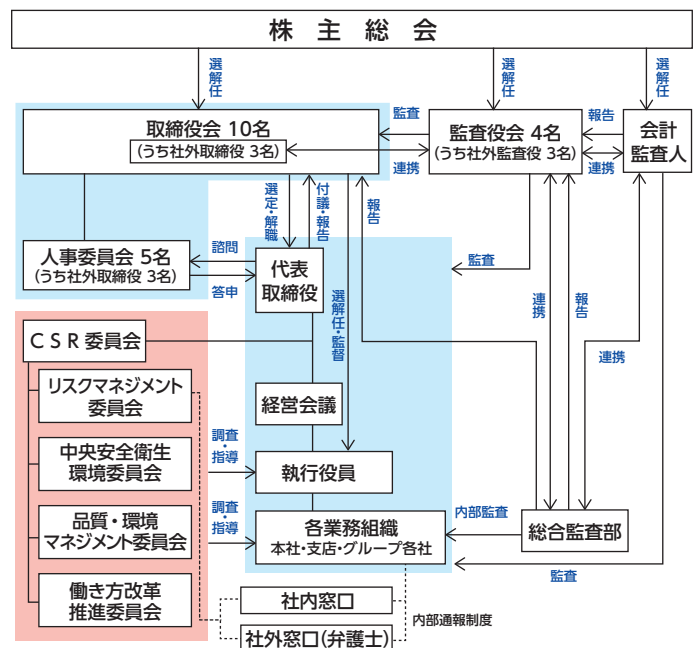 株主総会
選解任
選解任
選解任
取締役会 10名
(うち社外取締役 3名)
監査
連携
監査役会 4名
(うち社外監査役 3名)
報告
連携
会計
監査人
選定・解職
付議・報告
報告
人事委員会 5名
(うち社外取締役 3名)
諮問
答申
代表
取締役
監査
選解任・監督
連携
報告
連携
CSR委員会
リスクマネジメント
委員会
経営会議
中央安全衛生
環境委員会
調査・指導
執行役員
品質・環境
マネジメント委員会
調査・指導
各業務組織
本社・支店・グループ各社
内部監査
総合監査部
監査
働き方改革
推進委員会
社内窓口
内部通報制度
社外窓口(弁護士)